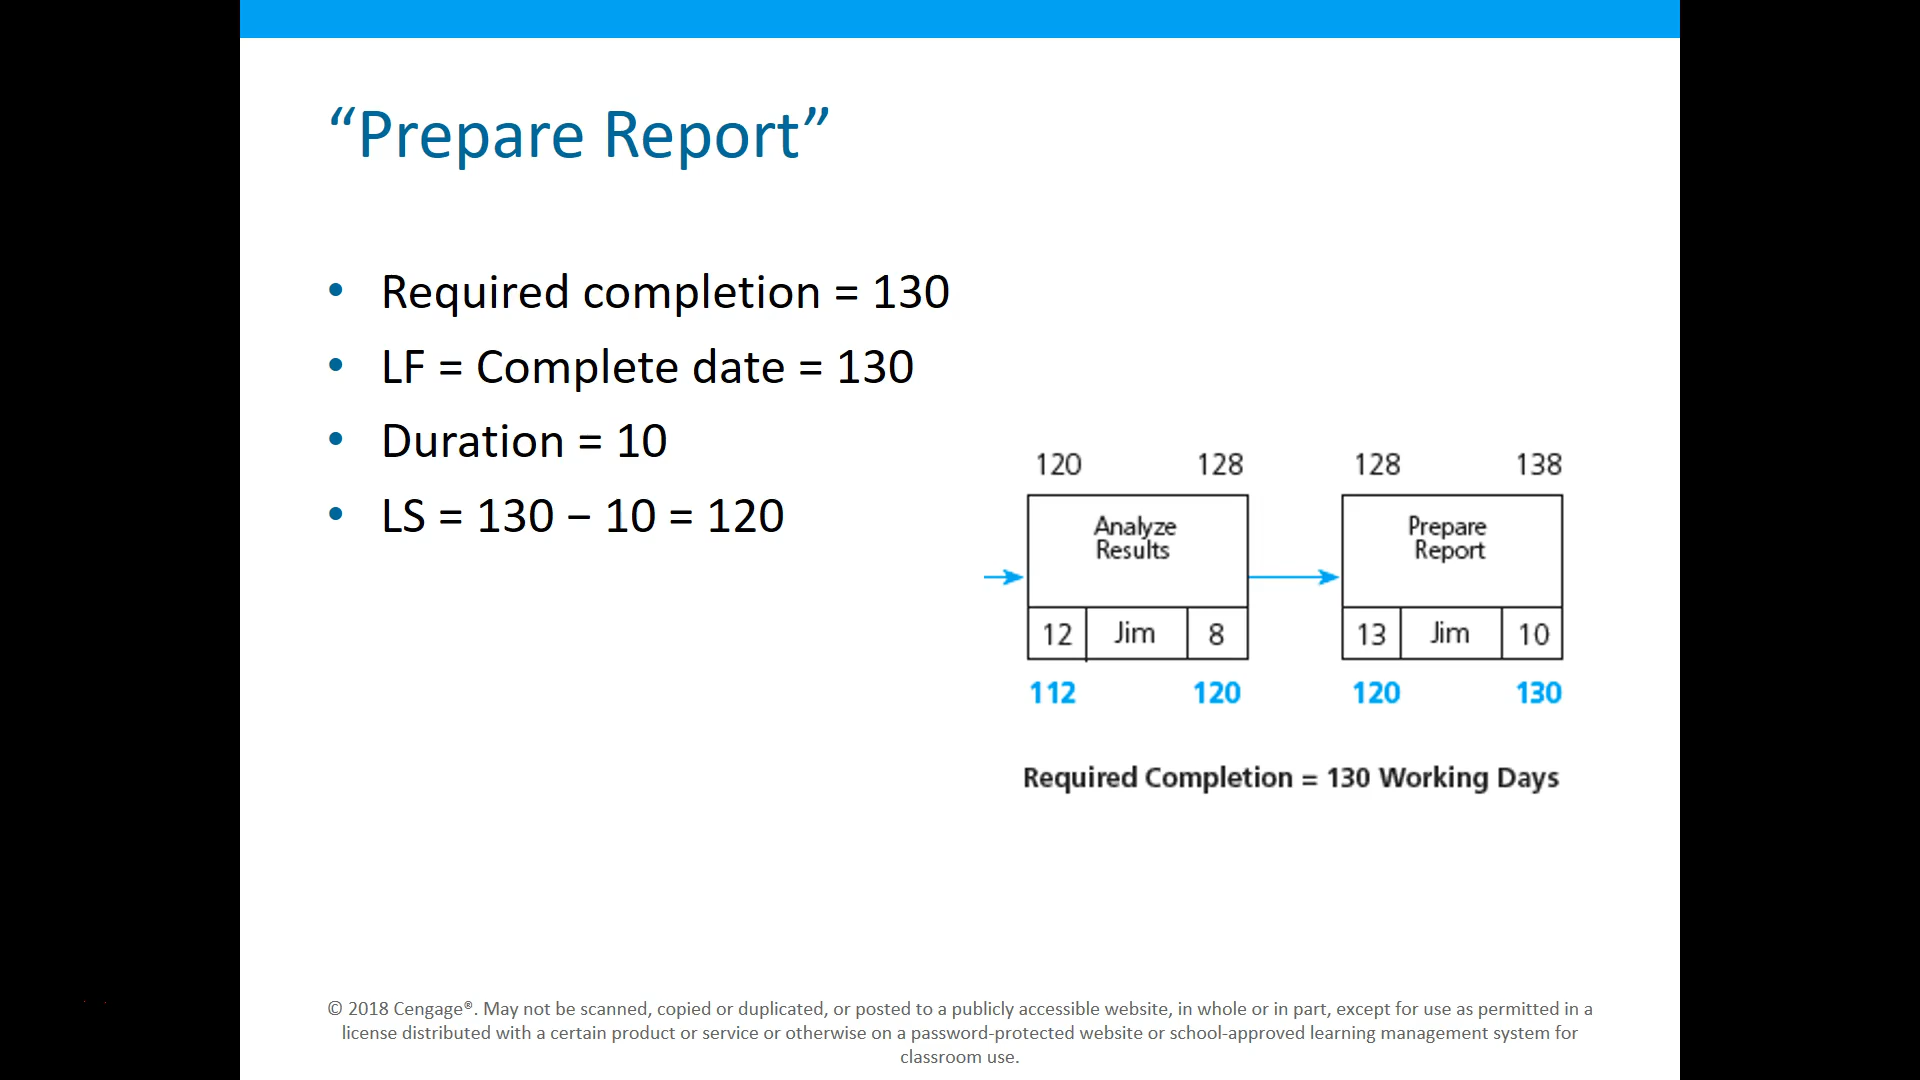 “Prepare Report”
• Required completion = 130
• LF = Complete date = 130
• Duration = 10
• LS = 130 − 10 = 120
120 128 128 138
Analyze
Results
Prepare
Report
12 Jim 8 13 Jim 10
112 120 120 130
Required Completion = 130 Working Days
© 2018 Cengage®. May not be scanned, copied or duplicated, or posted to a publicly accessible website, in whole or in part, except for use as permitted in a
license distributed with a certain product or service or otherwise on a password-protected website or school-approved learning management system for
classroom use.